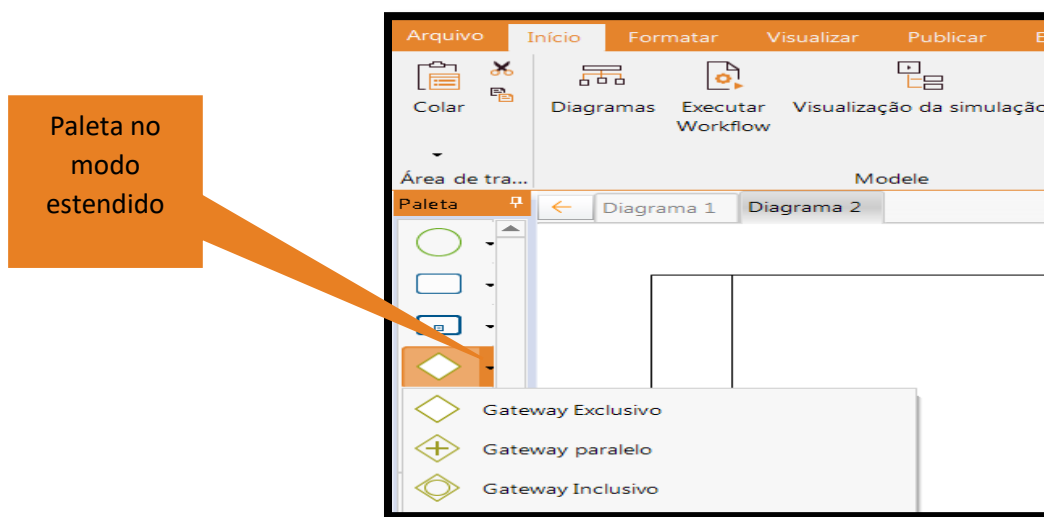 Paleta no
modo
estendido
Arquivo Início Formatar Visualizar Publicar
Colar Diagramas Executar Workflow Visualização da simulação
Área de tra... Modele
Paleta Diagrama 1 Diagrama 2
Gateway Exclusivo
Gateway paralelo
Gateway Inclusivo